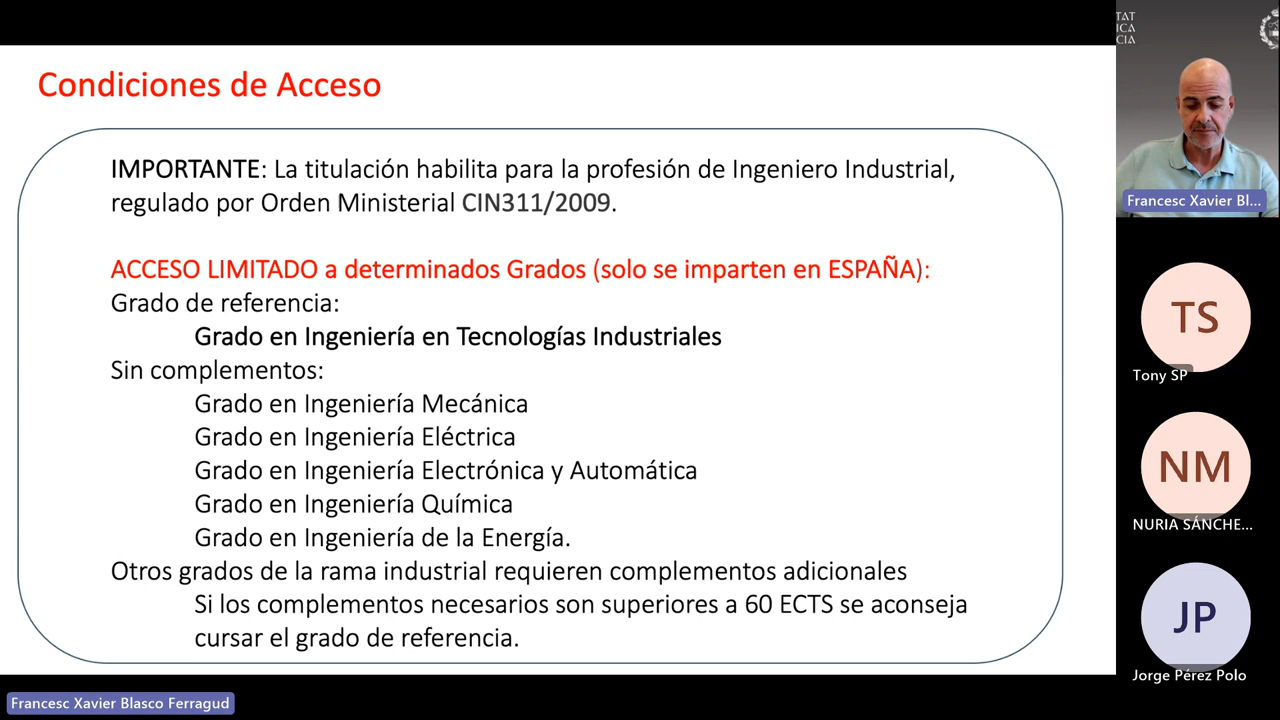 Condiciones de Acceso
IMPORTANTE: La titulación habilita para la profesión de Ingeniero Industrial,
regulado por Orden Ministerial CIN311/2009.
ACCESO LIMITADO a determinados Grados (solo se imparten en ESPAÑA):
Grado de referencia:
Grado en Ingeniería en Tecnologías Industriales
Sin complementos:
Grado en Ingeniería Mecánica
Grado en Ingeniería Eléctrica
Grado en Ingeniería Electrónica y Automática
Grado en Ingeniería Química
Grado en Ingeniería de la Energía.
Otros grados de la rama industrial requieren complementos adicionales
Si los complementos necesarios son superiores a 60 ECTS se aconseja
cursar el grado de referencia.
Francesc Xavier Blasco Ferragud
TAT
ICA
CIA
Francesc Xavier Bl...
TS
Tony SP
NM
NURIA SÁNCHE...
JP
Jorge Pérez Polo